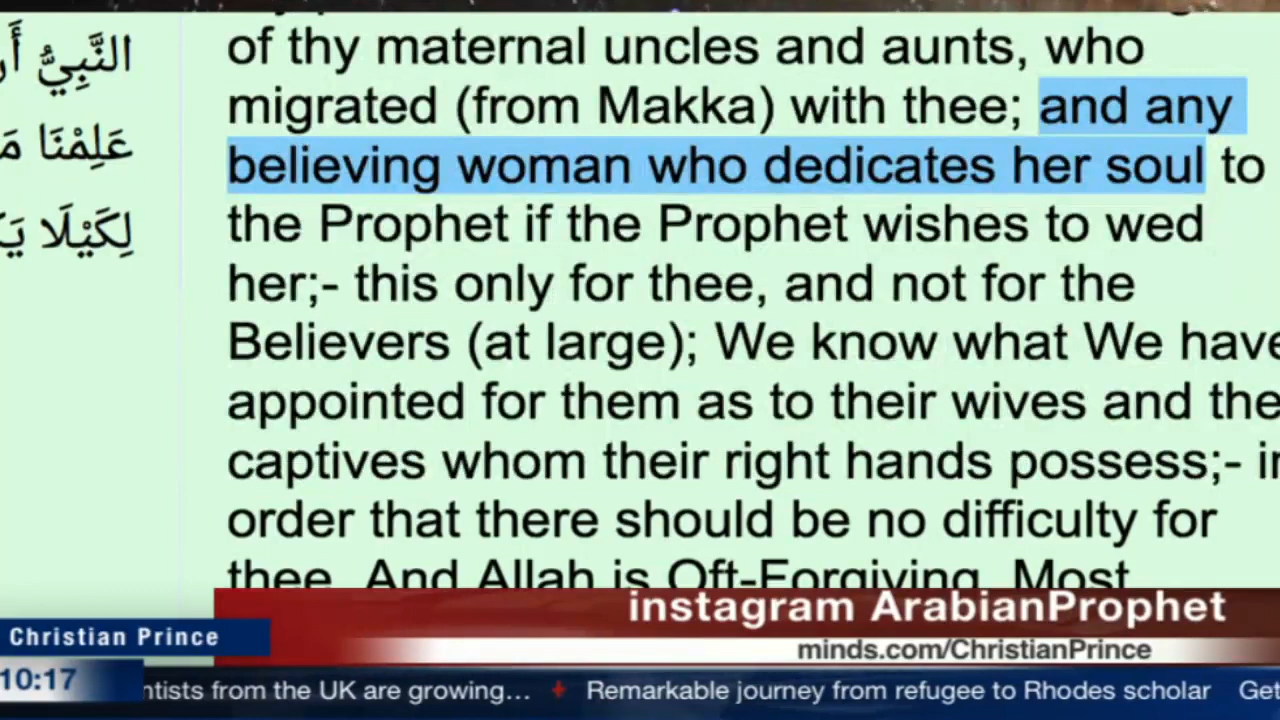 النَّبِيُّ
عَلِمْنَا
لِكَيْلَا
of thy maternal uncles and aunts, who
migrated (from Makka) with thee; and any
believing woman who dedicates her soul to
the Prophet if the Prophet wishes to wed
her;- this only for thee, and not for the
Believers (at large); We know what We have
appointed for them as to their wives and the
captives whom their right hands possess;- in
order that there should be no difficulty for
thee. And Allah is Oft-Forgiving, Most
instagram ArabianProphet
Christian Prince
minds.com/ChristianPrince
10:17
ntists from the UK are growing... Remarkable journey from refugee to Rhodes scholar Get